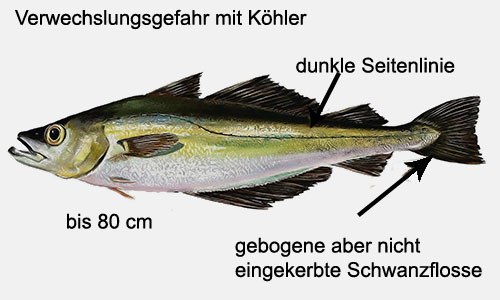 Verwechslungsgefahr mit Köhler
dunkle Seitenlinie
bis 80 cm
gebogene aber nicht
eingekerbte Schwanzflosse